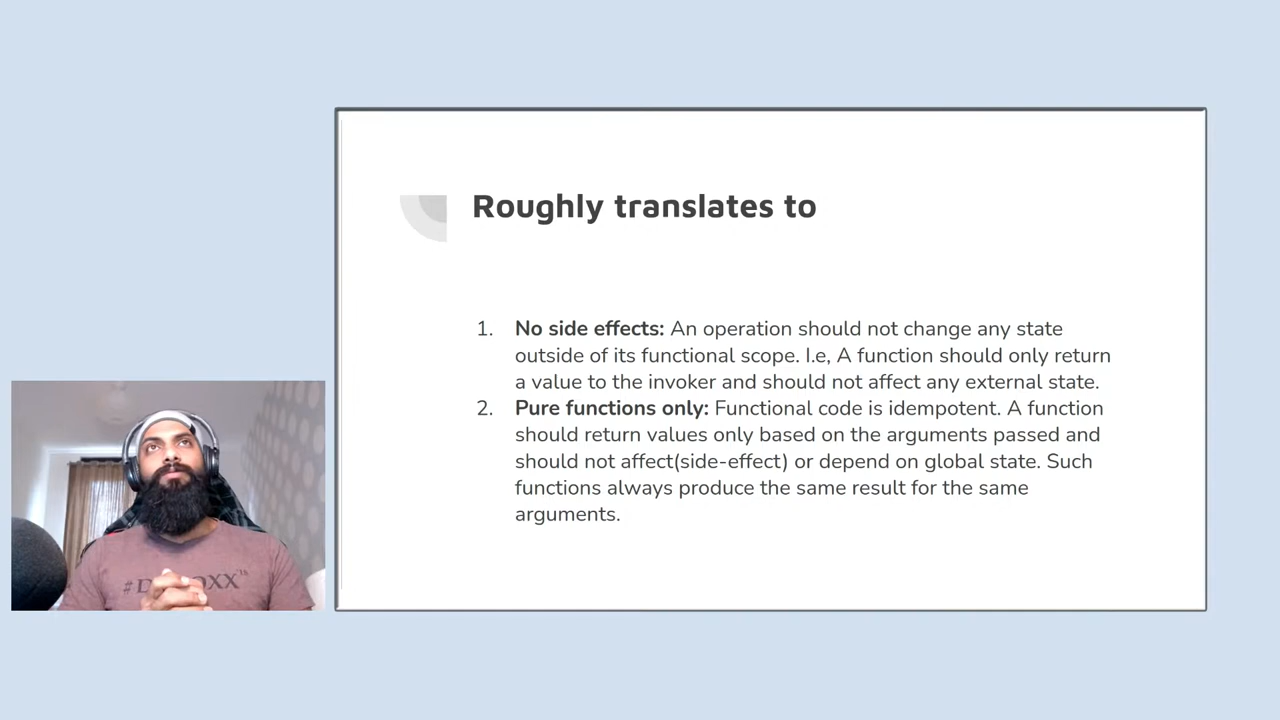 Roughly translates to
1. No side effects: An operation should not change any state
outside of its functional scope. I.e, A function should only return
a value to the invoker and should not affect any external state.
2. Pure functions only: Functional code is idempotent. A function
should return values only based on the arguments passed and
should not affect(side-effect) or depend on global state. Such
functions always produce the same result for the same
arguments.